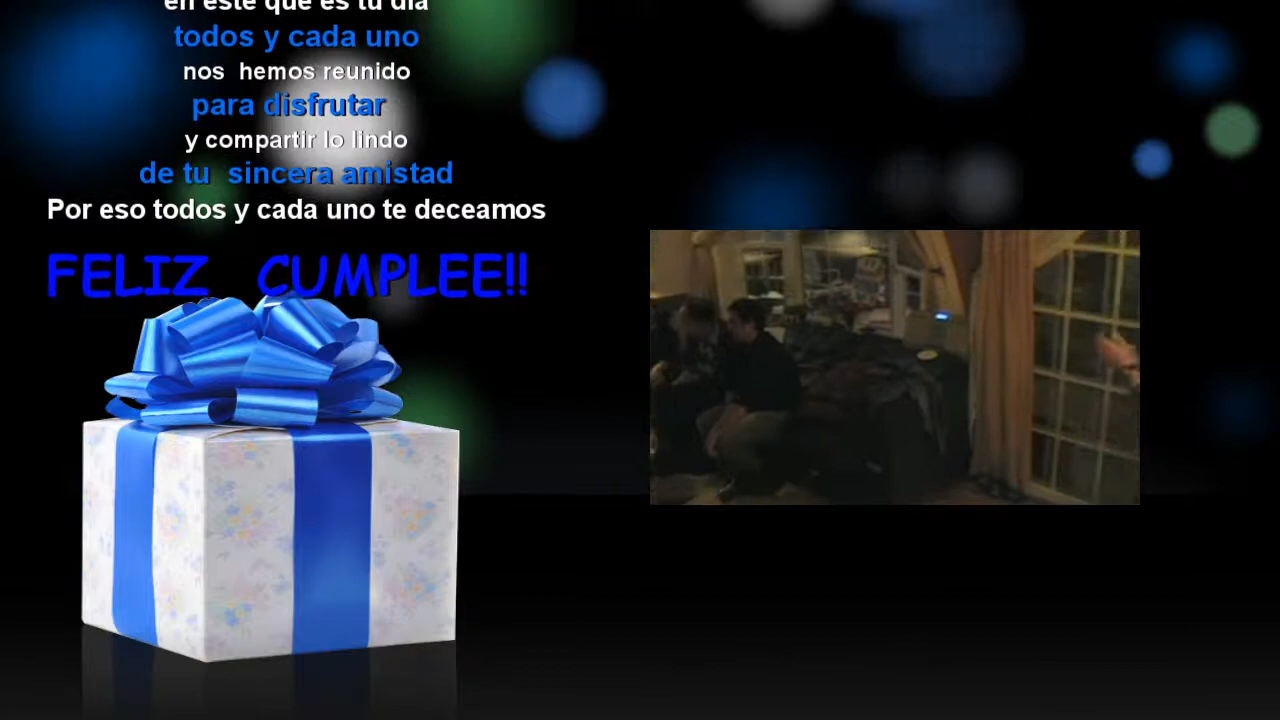 en este que es tu dia
todos y cada uno
nos hemos reunido
para disfrutar
y compartir lo lindo
de tu sincera amistad
Por eso todos y cada uno te deceamos
FELIZ CUMPLEE!!